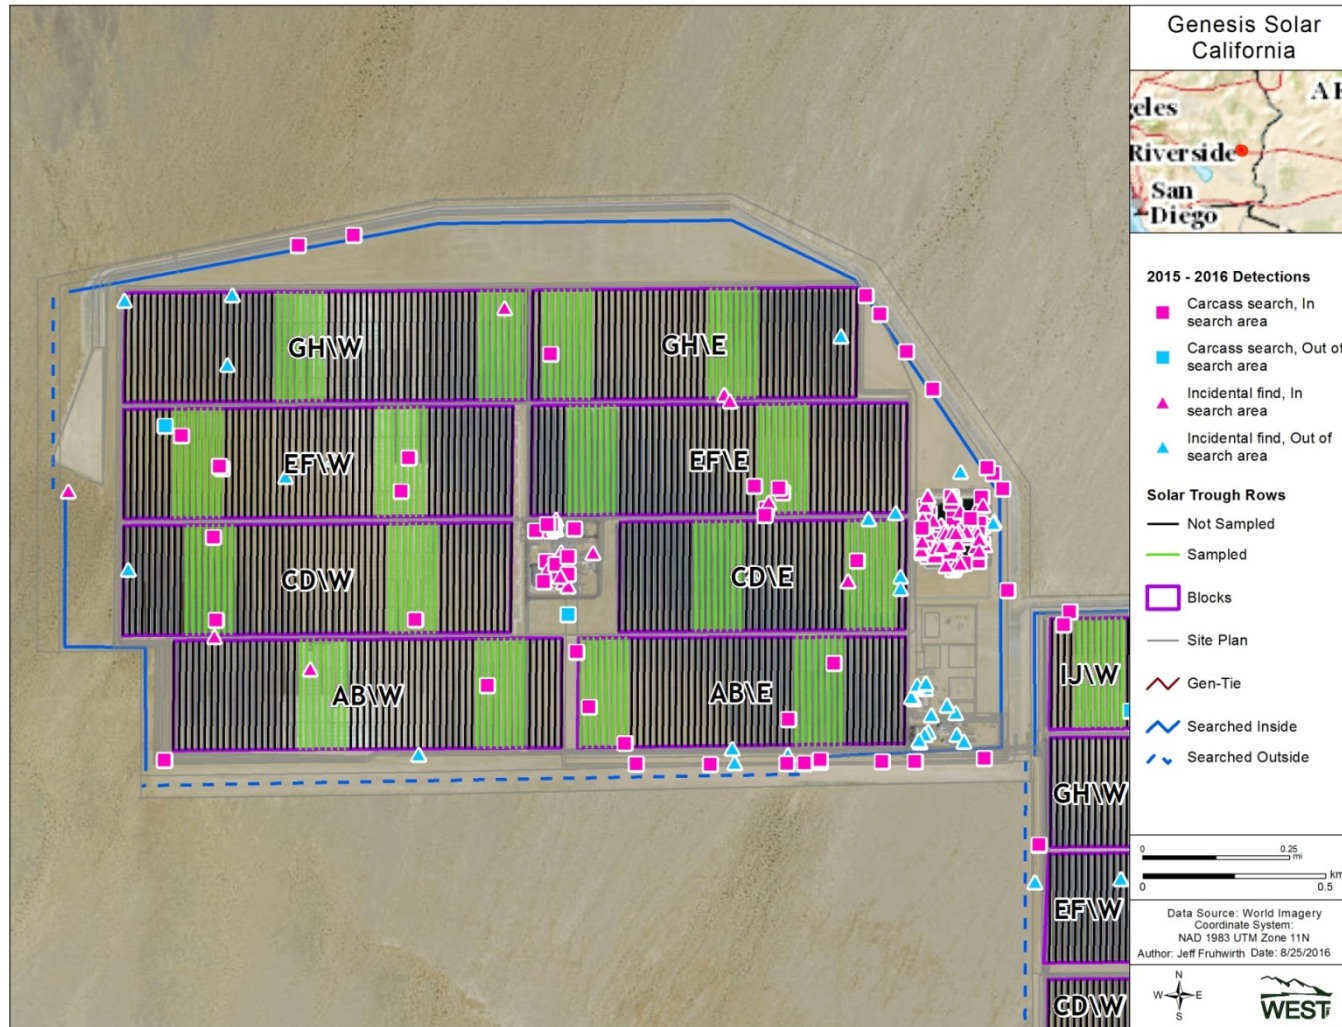 Genesis Solar
California
geles
Riverside
San
Diego
2015 - 2016 Detections
Carcass search, In
search area
Carcass search, Out of
search area
Incidental find, In
search area
Incidental find, Out of
search area
Solar Trough Rows
Not Sampled
Sampled
Blocks
Site Plan
Gen-Tie
Searched Inside
Searched Outside
0 0.25
mi
km
0 0.5
Data Source: World Imagery
Coordinate System:
NAD 1983 UTM Zone 11N
Author: Jeff Fruhwirth Date: 8/25/2016
N
W E
S
WEST
GH\W
GH\E
EF\W
EF\E
CD\W
CD\E
AB\W
AB\E
IJ\W
GH\W
EF\W
CD\W